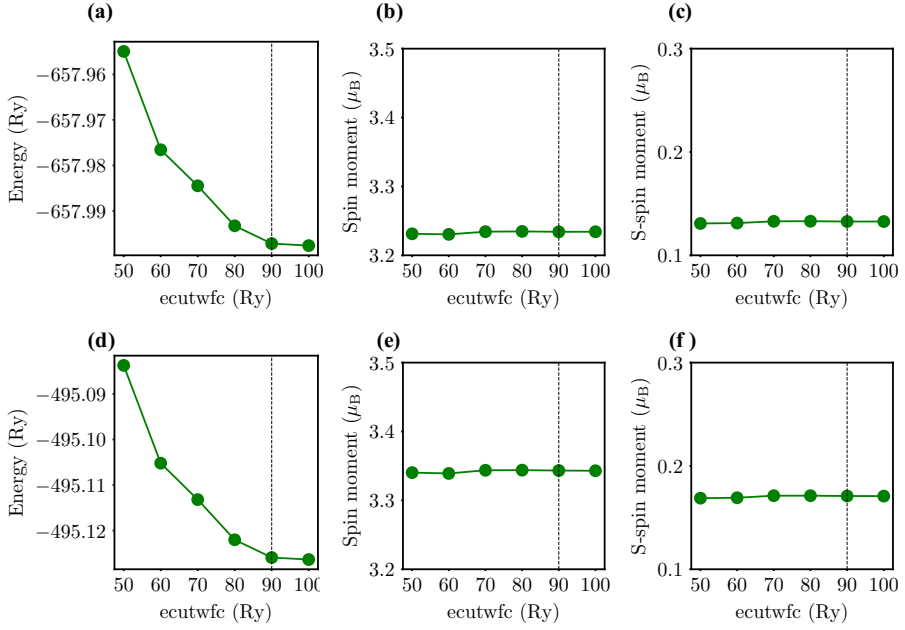 (a)
−657.96
−657.97
−657.98
−657.99
Energy (Ry)
50 60 70 80 90 100
ecutwfc (Ry)
(b)
3.5
3.4
3.3
3.2
Spin moment (μB)
50 60 70 80 90 100
ecutwfc (Ry)
(c)
0.3
0.2
0.1
S-spin moment (μB)
50 60 70 80 90 100
ecutwfc (Ry)
(d)
−495.09
−495.10
−495.11
−495.12
Energy (Ry)
50 60 70 80 90 100
ecutwfc (Ry)
(e)
3.5
3.4
3.3
3.2
Spin moment (μB)
50 60 70 80 90 100
ecutwfc (Ry)
(f )
0.3
0.2
0.1
S-spin moment (μB)
50 60 70 80 90 100
ecutwfc (Ry)